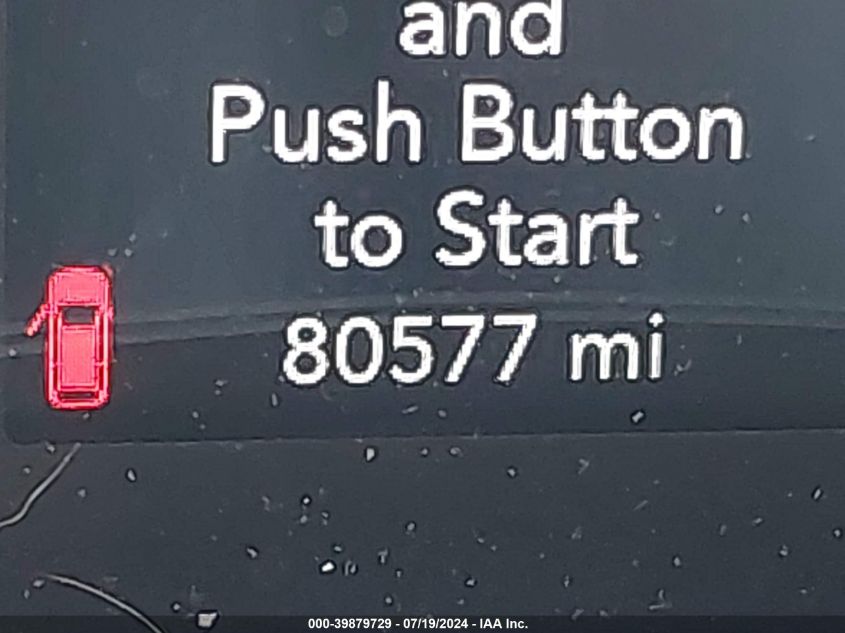 and
Push Button
to Start
80577 mi
000-39879729 - 07/19/2024 - IAA Inc.